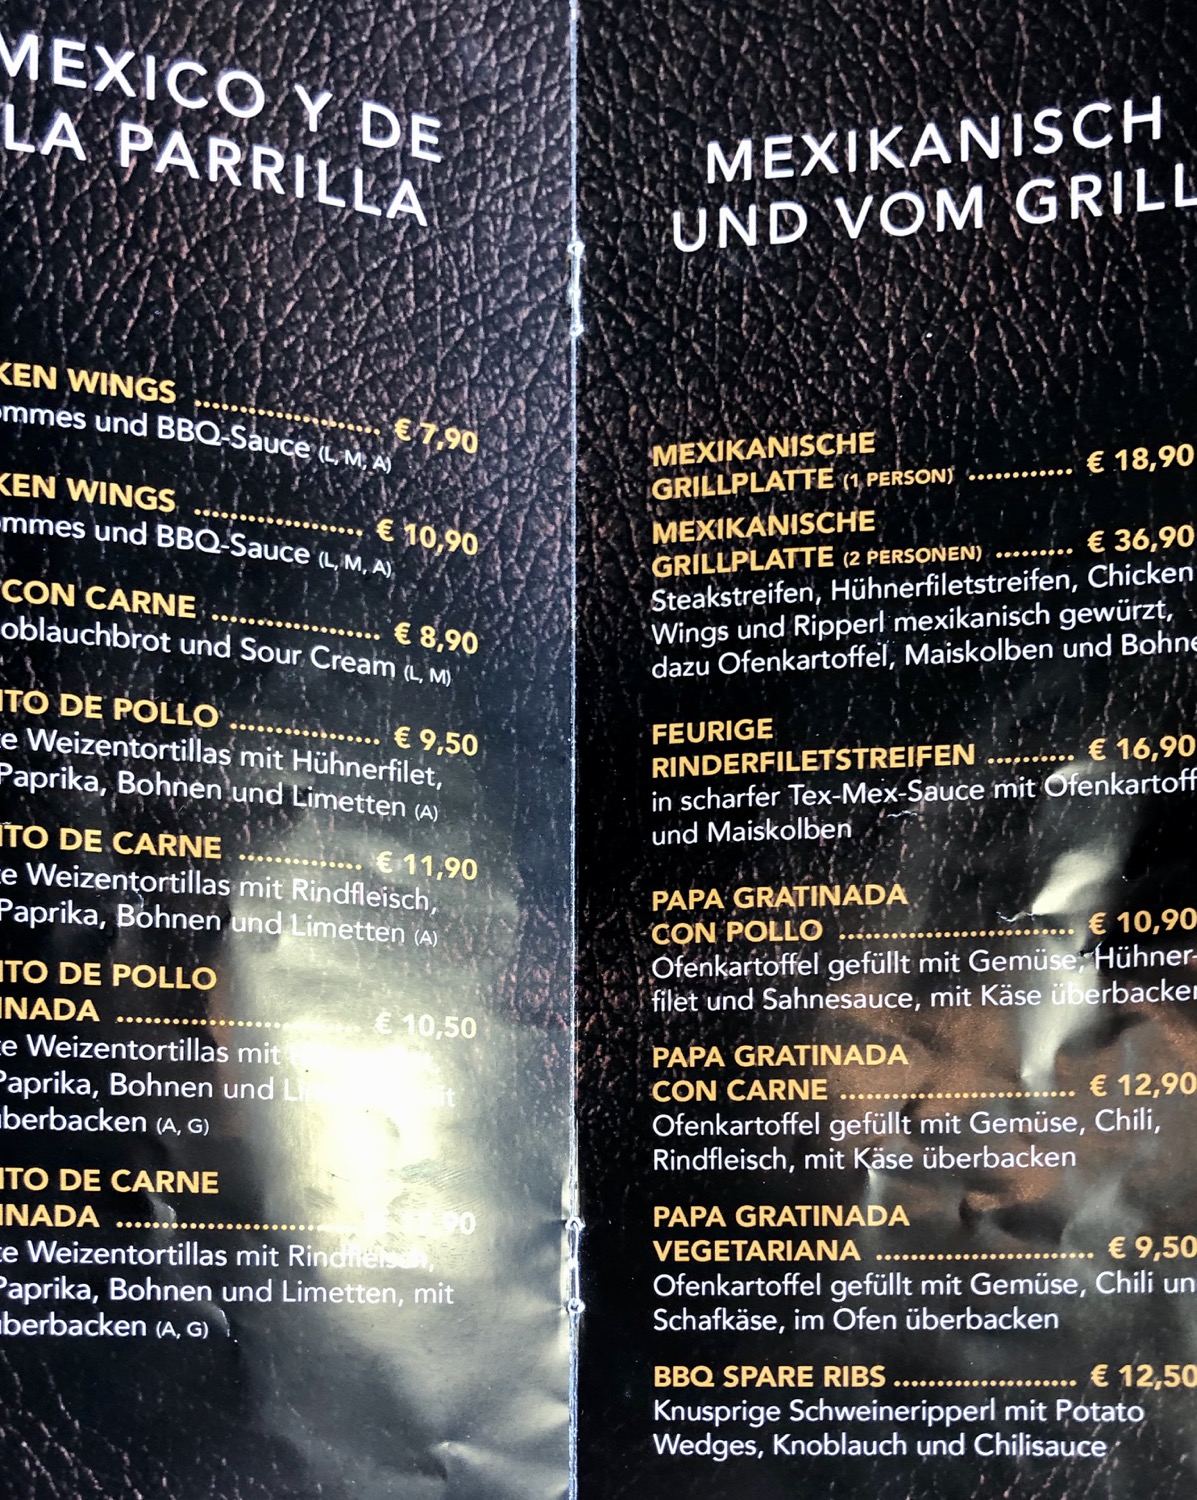 MEXICO Y DE
LA PARRILLA
KEN WINGS .................... € 7,90
ommes und BBQ-Sauce (L, M, A)
KEN WINGS .................. € 10,90
ommes und BBQ-Sauce (L, M, A)
CON CARNE .................. € 8,90
oblauchbrot und Sour Cream (L, M)
ITO DE POLLO ................ € 9,50
te Weizentortillas mit Hühnerfilet,
Paprika, Bohnen und Limetten (A)
ITO DE CARNE ............. € 11,90
te Weizentortillas mit Rindfleisch,
Paprika, Bohnen und Limetten (A)
ITO DE POLLO
INADA .......................... € 10,50
te Weizentortillas mit
Paprika, Bohnen und
überbacken (A, G)
ITO DE CARNE
INADA ..........................
te Weizentortillas mit Rindfleisch,
Paprika, Bohnen und Limetten, mit
überbacken (A, G)
MEXIKANISCH
UND VOM GRILL
MEXIKANISCHE
GRILLPLATTE (1 PERSON) ............ € 18,90
MEXIKANISCHE
GRILLPLATTE (2 PERSONEN) ......... € 36,90
Steakstreifen, Hühnerfiletstreifen, Chicken
Wings und Ripperl mexikanisch gewürzt,
dazu Ofenkartoffel, Maiskolben und Bohne
FEURIGE
RINDERFILETSTREIFEN .......... € 16,90
in scharfer Tex-Mex-Sauce mit Ofenkartoff
und Maiskolben
PAPA GRATINADA
CON POLLO .......................... € 10,90
Ofenkartoffel gefüllt mit Gemüse, Hühner-
filet und Sahnesauce, mit Käse überbacken
PAPA GRATINADA
CON CARNE .......................... € 12,90
Ofenkartoffel gefüllt mit Gemüse, Chili,
Rindfleisch, mit Käse überbacken
PAPA GRATINADA
VEGETARIANA ........................ € 9,50
Ofenkartoffel gefüllt mit Gemüse, Chili un
Schafkäse, im Ofen überbacken
BBQ SPARE RIBS .................... € 12,50
Knusprige Schweineripperl mit Potato
Wedges, Knoblauch und Chilisauce